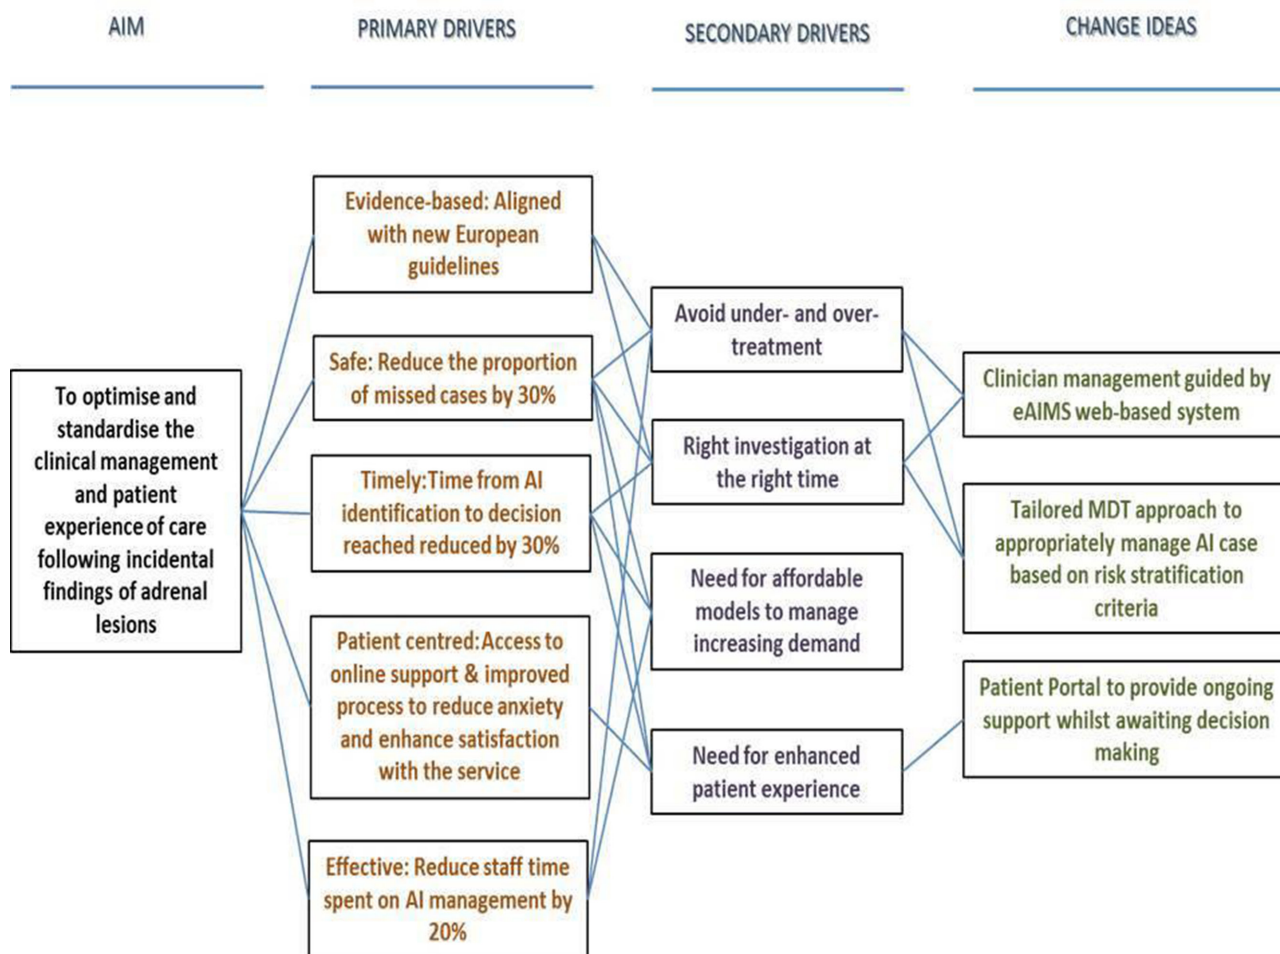 AIM
PRIMARY DRIVERS
SECONDARY DRIVERS
CHANGE IDEAS
To optimise and
standardise the
clinical management
and patient
experience of care
following incidental
findings of adrenal
lesions
Evidence-based: Aligned
with new European
guidelines
Safe: Reduce the proportion
of missed cases by 30%
Timely:Time from AI
identification to decision
reached reduced by 30%
Patient centred:Access to
online support & improved
process to reduce anxiety
and enhance satisfaction
with the service
Effective: Reduce staff time
spent on AI management by
20%
Avoid under- and over-
treatment
Right investigation at
the right time
Need for affordable
models to manage
increasing demand
Need for enhanced
patient experience
Clinician management guided by
eAIMS web-based system
Tailored MDT approach to
appropriately manage AI case
based on risk stratification
criteria
Patient Portal to provide ongoing
support whilst awaiting decision
making